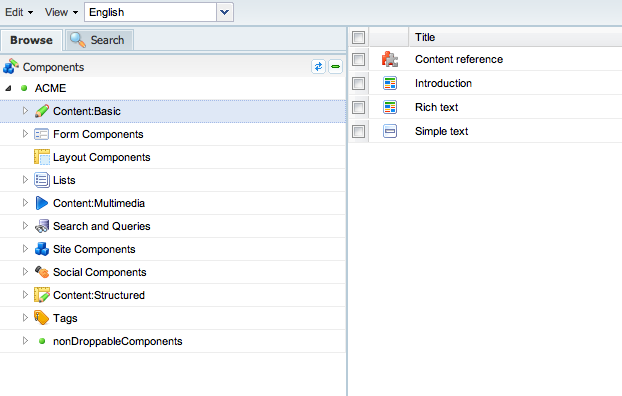 Edit View English
Browse Search
Components
ACME
Content:Basic
Form Components
Layout Components
Lists
Content:Multimedia
Search and Queries
Site Components
Social Components
Content:Structured
Tags
nonDroppableComponents
Title
Content reference
Introduction
Rich text
Simple text